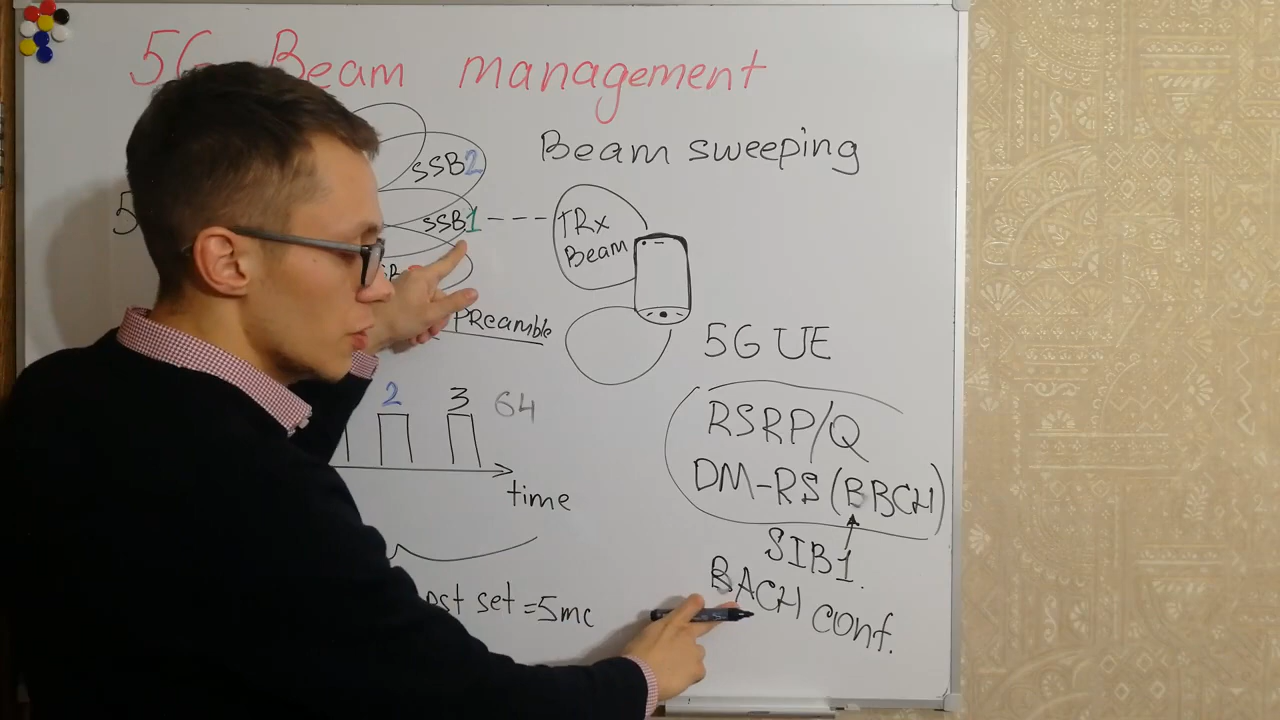 5G Beam management
Beam sweeping
SSB2
SSB1
TRx
Beam
PReamble
5G UE
2 3 64
time
RSRP/Q
DM-RS (BBCH)
SIB1.
BACH conf.
set = 5mc